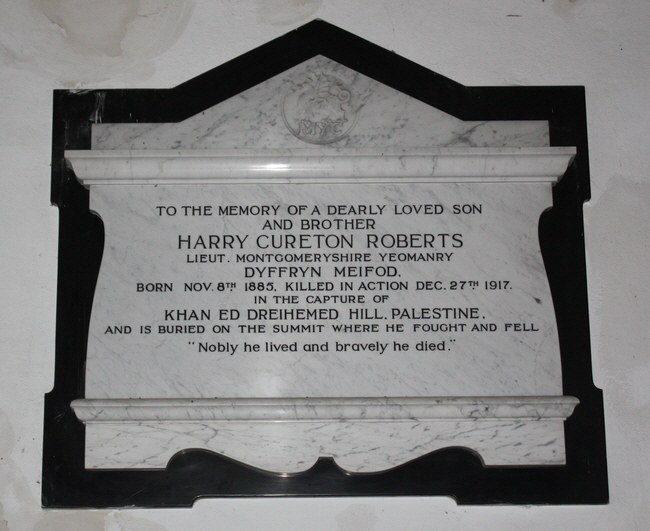 TO THE MEMORY OF A DEARLY LOVED SON
AND BROTHER
HARRY CURETON ROBERTS
LIEUT. MONTGOMERYSHIRE YEOMANRY
DYFFRYN MEIFOD.
BORN NOV. 8TH 1885, KILLED IN ACTION DEC. 27TH 1917.
IN THE CAPTURE OF
KHAN ED DREIHEMED HILL, PALESTINE,
AND IS BURIED ON THE SUMMIT WHERE HE FOUGHT AND FELL
"Nobly he lived and bravely he died."